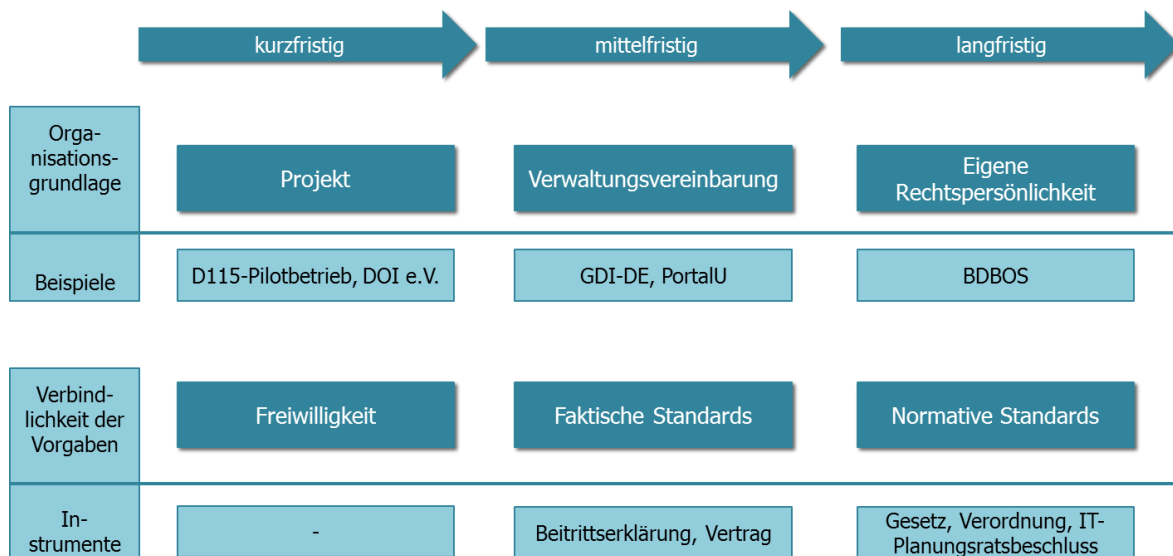 kurzfristig
mittelfristig
langfristig
Orga-
nisations-
grundlage
Projekt
Verwaltungsvereinbarung
Eigene
Rechtspersönlichkeit
Beispiele
D115-Pilotbetrieb, DOI e.V.
GDI-DE, PortalU
BDBOS
Verbind-
lichkeit der
Vorgaben
Freiwilligkeit
Faktische Standards
Normative Standards
In-
strumente
-
Beitrittserklärung, Vertrag
Gesetz, Verordnung, IT-
Planungsratsbeschluss